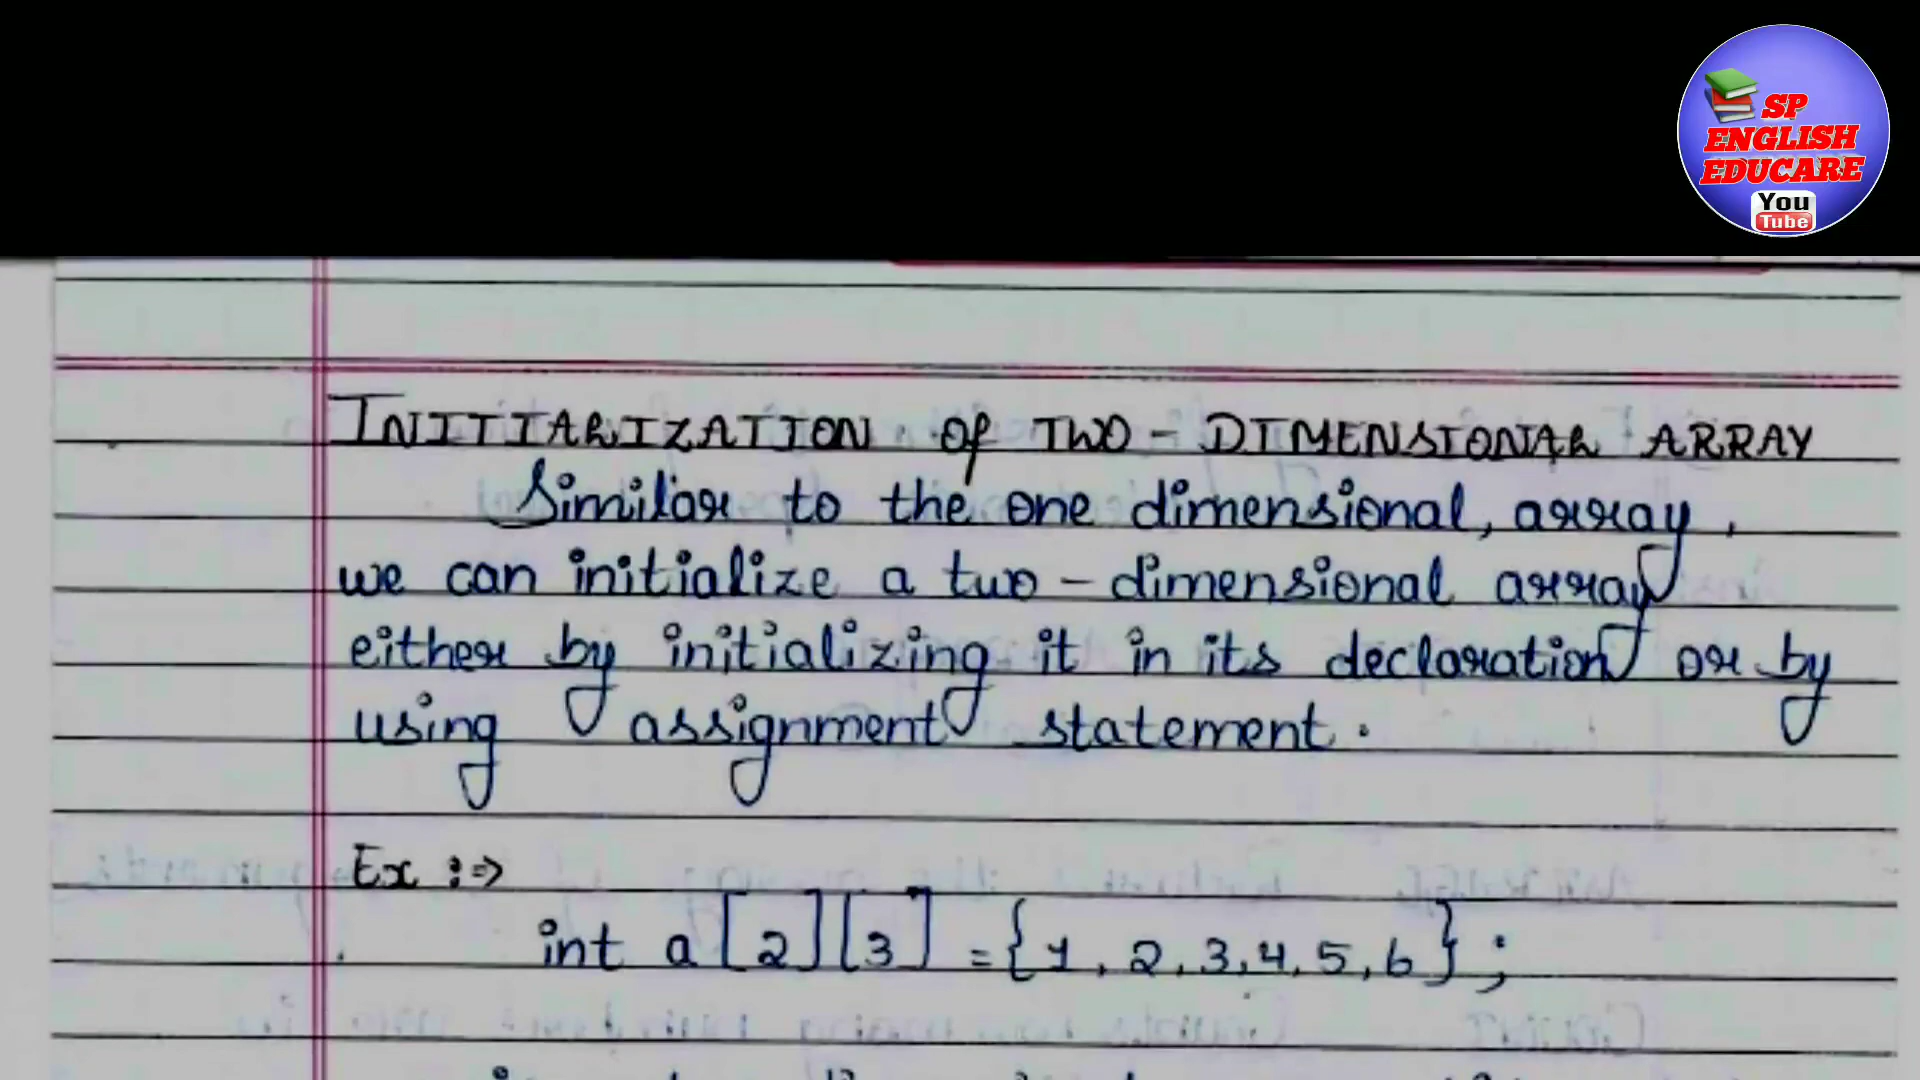 SP
ENGLISH
EDUCARE
You
Tube
INITIALIZATION OF TWO-DIMENSIONAL ARRAY
Similar to the one dimensional, array,
we can initialize a two-dimensional array
either by initializing it in its declaration or by
using assignment statement.
Ex :⇒
int a[2][3] = {1, 2, 3, 4, 5, 6};